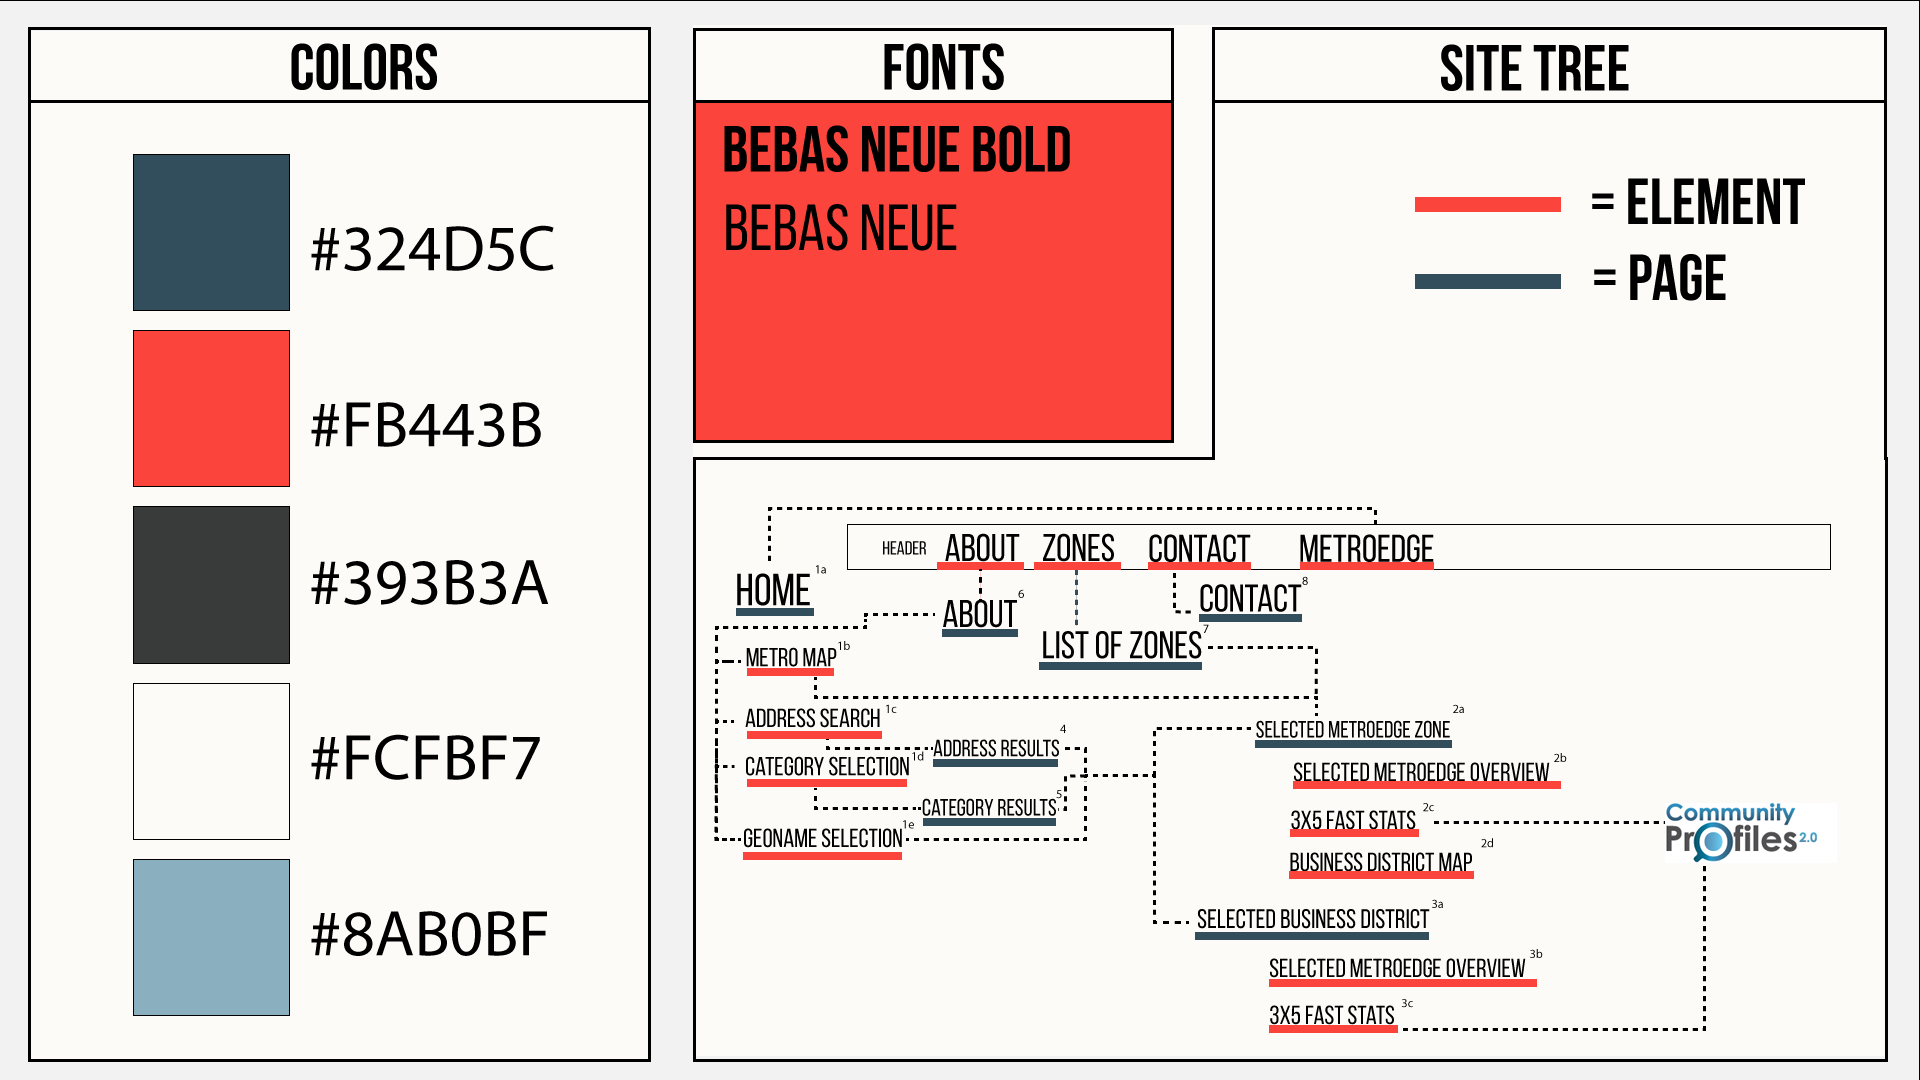 COLORS
#324D5C
#FB443B
#393B3A
#FCFBF7
#8AB0BF
FONTS
BEBAS NEUE BOLD
BEBAS NEUE
SITE TREE
= ELEMENT
= PAGE
HEADER ABOUT ZONES CONTACT METROEDGE
HOME 1a
ABOUT 6
CONTACT 8
LIST OF ZONES 7
METRO MAP 1b
ADDRESS SEARCH 1c
ADDRESS RESULTS 4
CATEGORY SELECTION 1d
CATEGORY RESULTS 5
GEONAME SELECTION 1e
SELECTED METROEDGE ZONE 2a
SELECTED METROEDGE OVERVIEW 2b
3X5 FAST STATS 2c
BUSINESS DISTRICT MAP 2d
Community
Profiles 2.0
SELECTED BUSINESS DISTRICT 3a
SELECTED METROEDGE OVERVIEW 3b
3X5 FAST STATS 3c